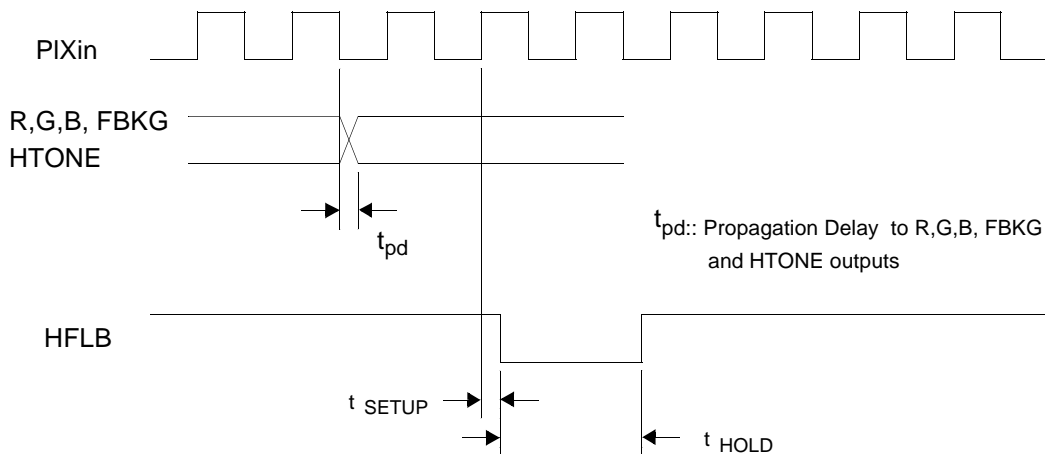 PIXin
R,G,B, FBKG
HTONE
tpd
tpd:: Propagation Delay to R,G,B, FBKG
and HTONE outputs
HFLB
t SETUP
t HOLD